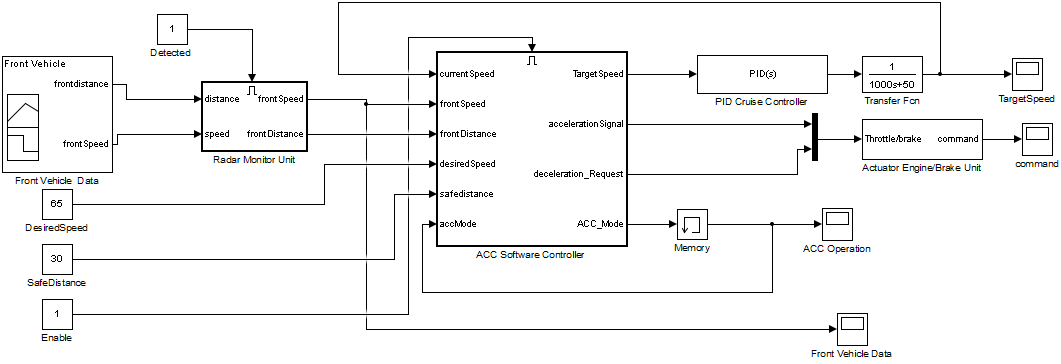 1
Detected
Front Vehicle
frontdistance
frontSpeed
Front Vehicle Data
distance
speed
frontSpeed
frontDistance
Radar Monitor Unit
65
DesiredSpeed
30
SafeDistance
1
Enable
currentSpeed
frontSpeed
frontDistance
desiredSpeed
safedistance
accMode
TargetSpeed
accelerationSignal
deceleration_Request
ACC_Mode
ACC Software Controller
PID(s)
PID Cruise Controller
1
1000s+50
Transfer Fcn
TargetSpeed
Throttle/brake
command
Actuator Engine/Brake Unit
command
Memory
ACC Operation
Front Vehicle Data